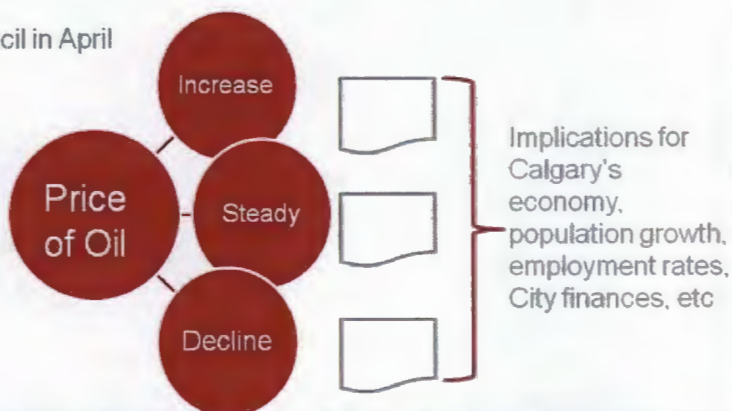 cil in April
Increase
Price
of Oil
Steady
Decline
Implications for
Calgary's
economy,
population growth,
employment rates,
City finances, etc